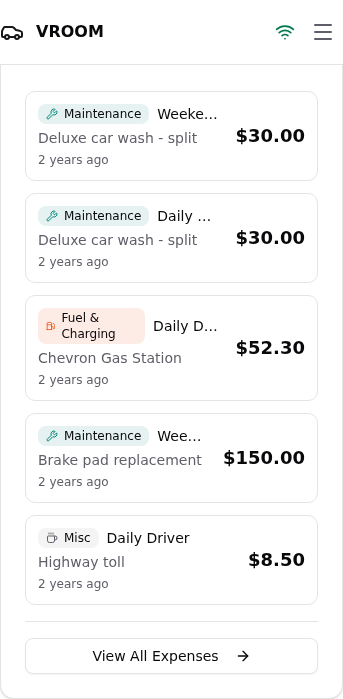 VROOM
Maintenance Weeke...
Deluxe car wash - split
$30.00
2 years ago
Maintenance Daily ...
Deluxe car wash - split
$30.00
2 years ago
Fuel &
Charging
Daily D...
Chevron Gas Station
$52.30
2 years ago
Maintenance Wee...
Brake pad replacement
$150.00
2 years ago
Misc Daily Driver
Highway toll
$8.50
2 years ago
View All Expenses